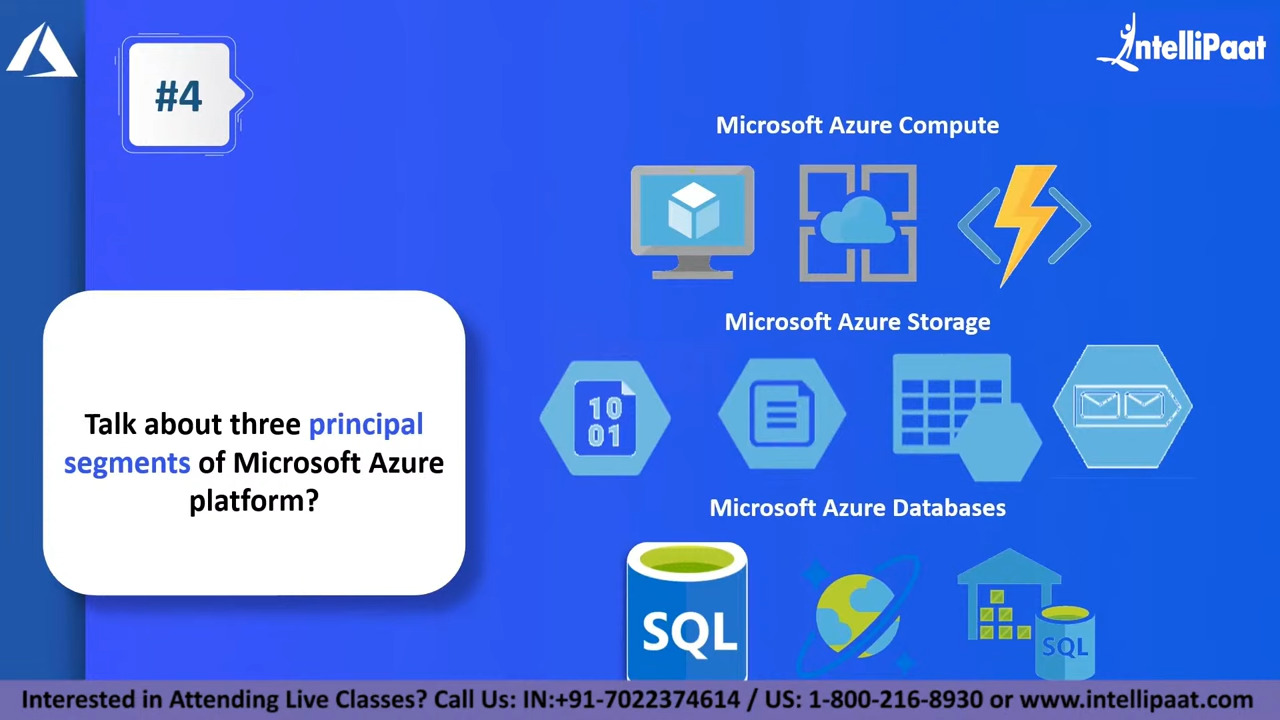 #4
IntelliPaat
Microsoft Azure Compute
Microsoft Azure Storage
10
01
Microsoft Azure Databases
SQL
SQL
Talk about three principal
segments of Microsoft Azure
platform?
Interested in Attending Live Classes? Call Us: IN:+91-7022374614 / US: 1-800-216-8930 or www.intellipaat.com